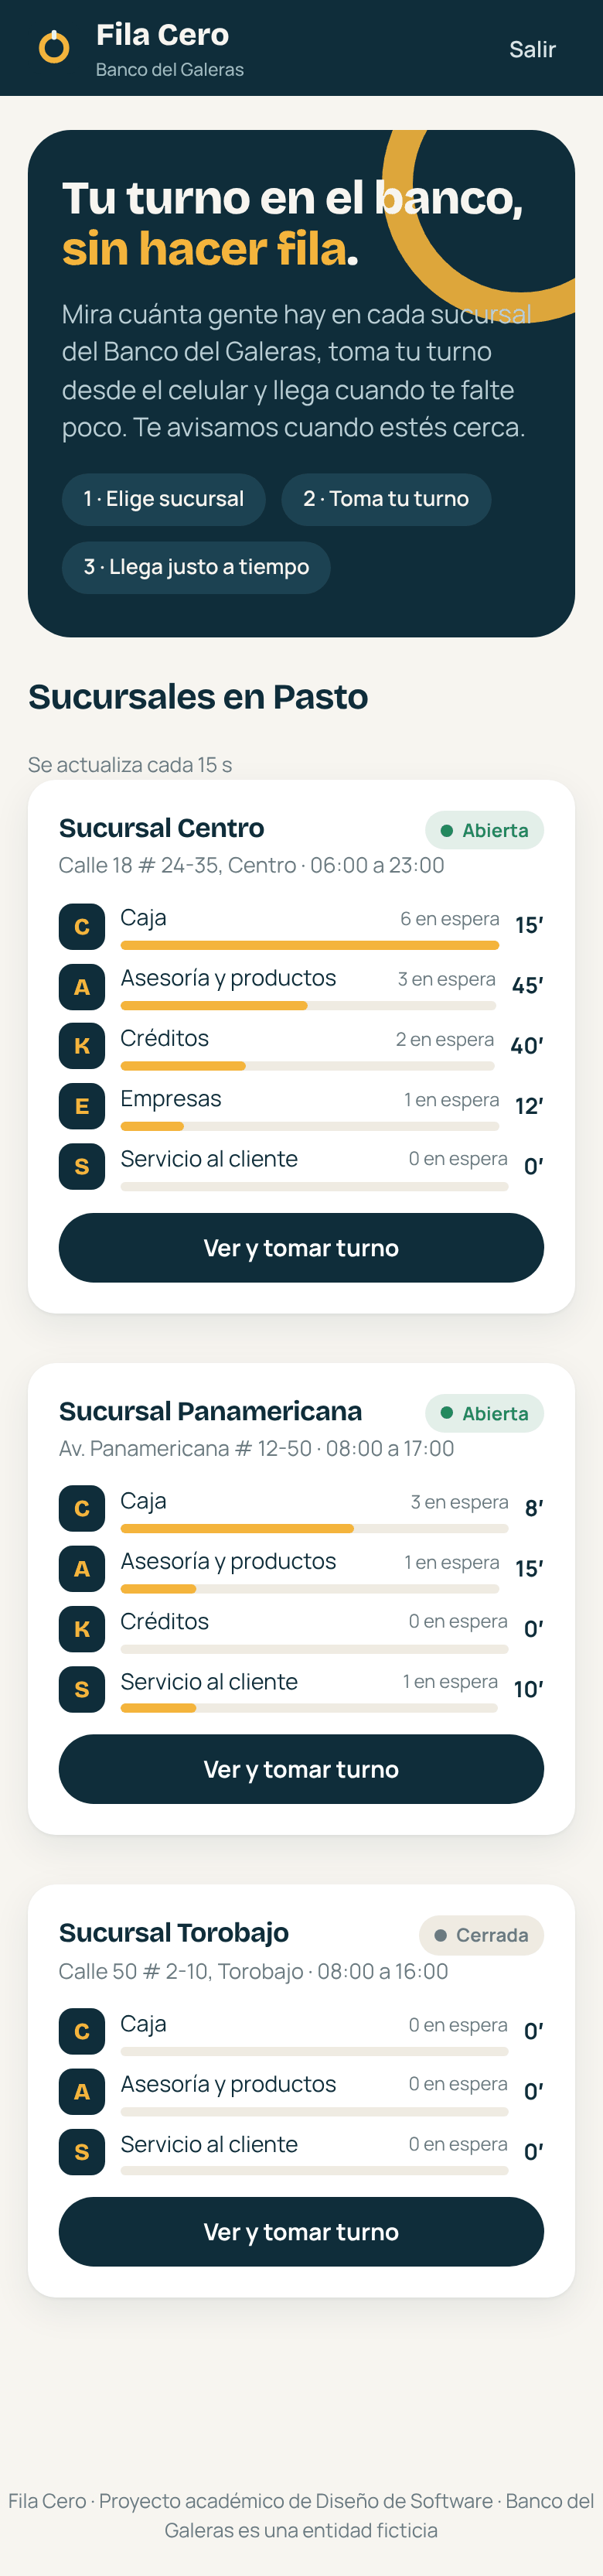 Fila Cero
Banco del Galeras
Salir
Tu turno en el banco,
sin hacer fila.
Mira cuánta gente hay en cada sucursal
del Banco del Galeras, toma tu turno
desde el celular y llega cuando te falte
poco. Te avisamos cuando estés cerca.
1 · Elige sucursal
2 · Toma tu turno
3 · Llega justo a tiempo
Sucursales en Pasto
Se actualiza cada 15 s
Sucursal Centro
Abierta
Calle 18 # 24-35, Centro · 06:00 a 23:00
C Caja 6 en espera 15′
A Asesoría y productos 3 en espera 45′
K Créditos 2 en espera 40′
E Empresas 1 en espera 12′
S Servicio al cliente 0 en espera 0′
Ver y tomar turno
Sucursal Panamericana
Abierta
Av. Panamericana # 12-50 · 08:00 a 17:00
C Caja 3 en espera 8′
A Asesoría y productos 1 en espera 15′
K Créditos 0 en espera 0′
S Servicio al cliente 1 en espera 10′
Ver y tomar turno
Sucursal Torobajo
Cerrada
Calle 50 # 2-10, Torobajo · 08:00 a 16:00
C Caja 0 en espera 0′
A Asesoría y productos 0 en espera 0′
S Servicio al cliente 0 en espera 0′
Ver y tomar turno
Fila Cero · Proyecto académico de Diseño de Software · Banco del
Galeras es una entidad ficticia